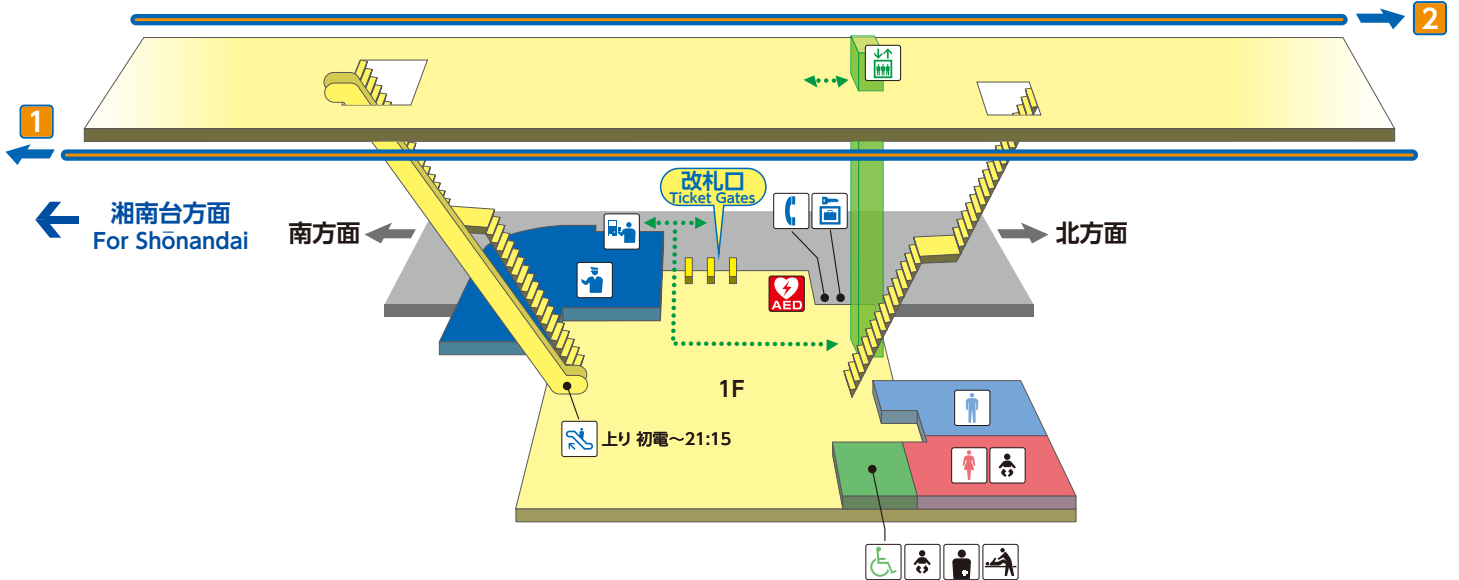 2
1
改札口
Ticket Gates
湘南台方面
For Shōnandai
南方面
北方面
AED
1F
上り 初電～21:15